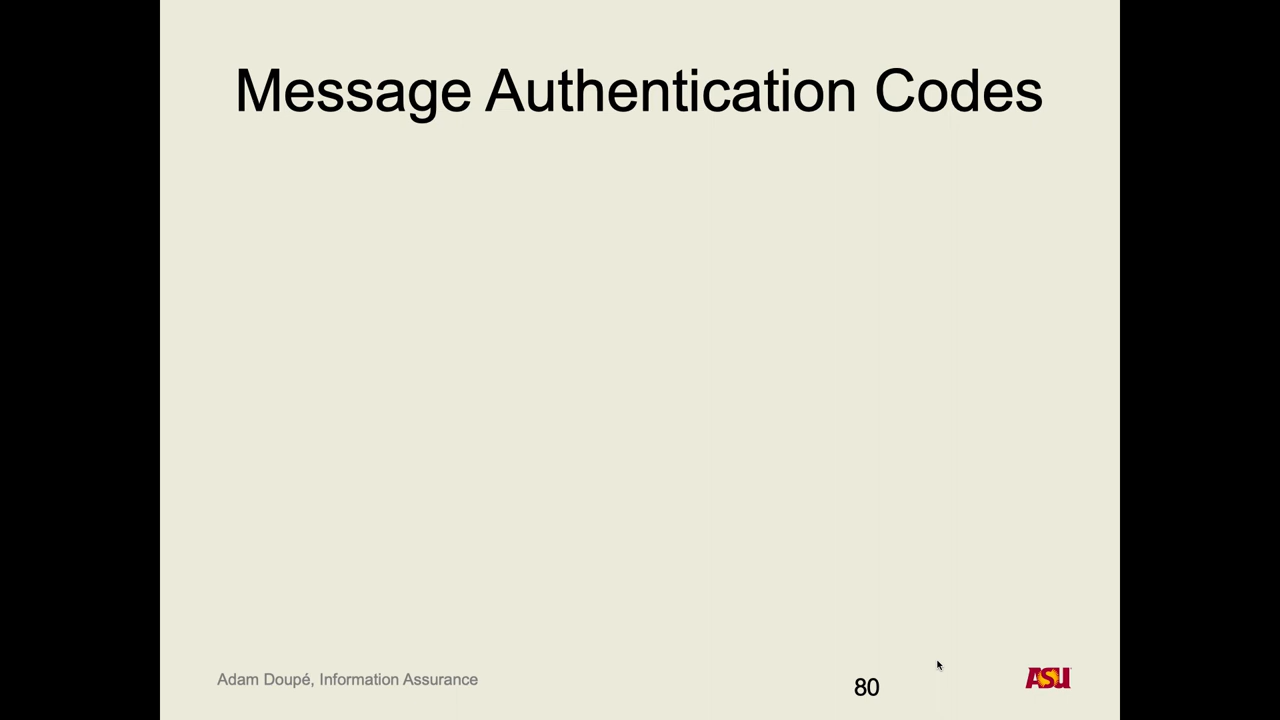 Message Authentication Codes
Adam Doupé, Information Assurance
80
ASU